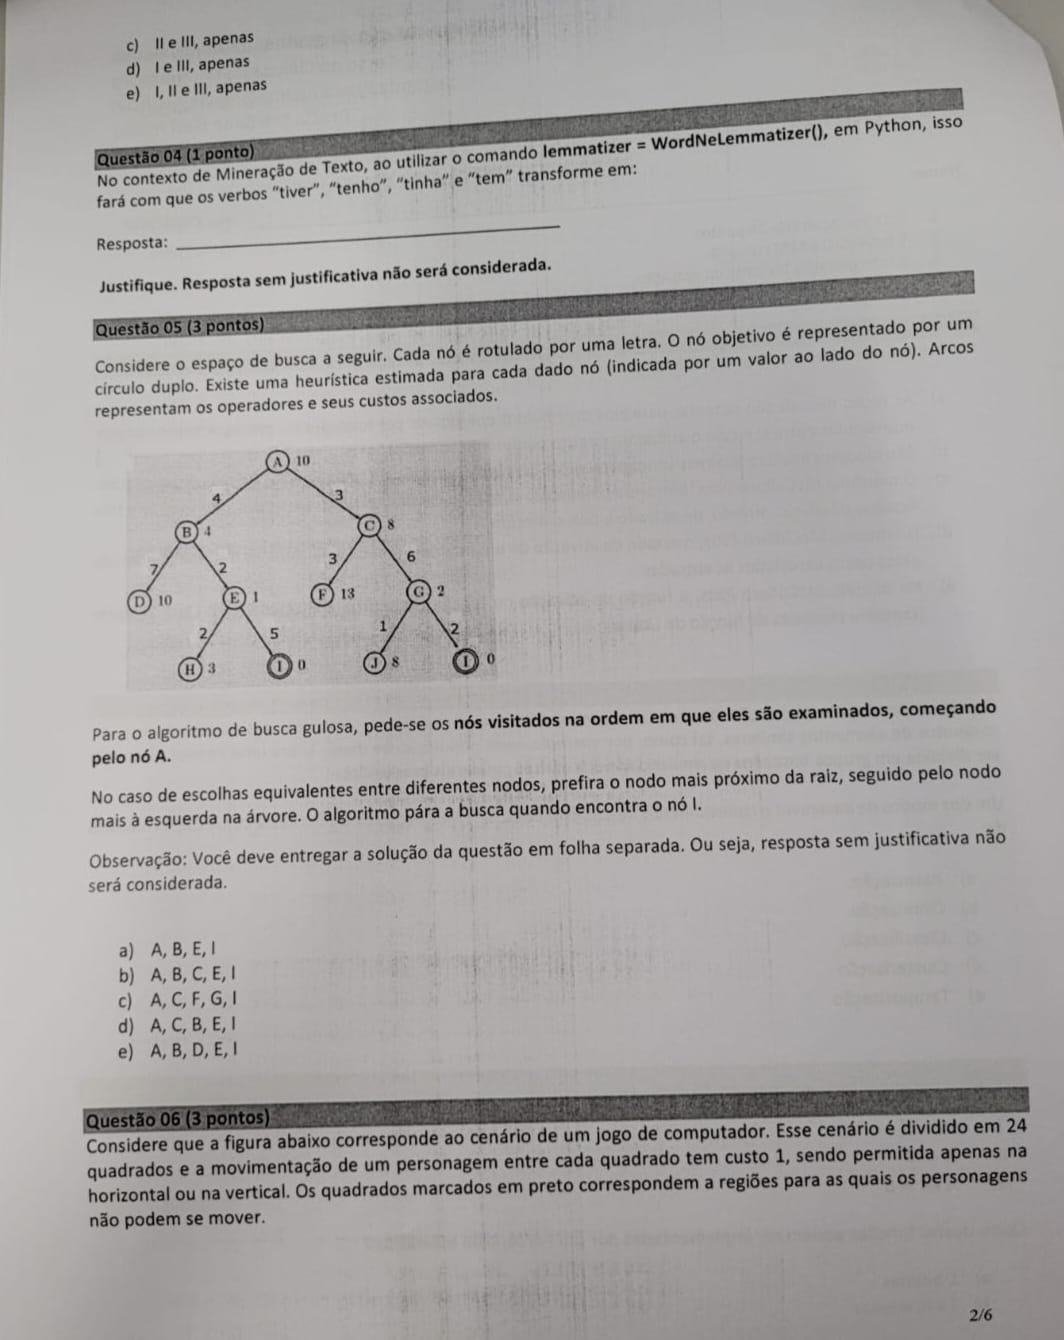 c) II e III, apenas
d) I e III, apenas
e) I, II e III, apenas
Questão 04 (1 ponto)
No contexto de Mineração de Texto, ao utilizar o comando lemmatizer = WordNeLemmatizer(), em Python, isso
fará com que os verbos "tiver", "tenho", "tinha" e "tem" transforme em:
Resposta:
Justifique. Resposta sem justificativa não será considerada.
Questão 05 (3 pontos)
Considere o espaço de busca a seguir. Cada nó é rotulado por uma letra. O nó objetivo é representado por um
círculo duplo. Existe uma heurística estimada para cada dado nó (indicada por um valor ao lado do nó). Arcos
representam os operadores e seus custos associados.
A 10
4 3
B 4 C 8
7 2 3 6
D 10 E 1 F 13 G 2
2 5 1 2
H 3 I 0 J 8 I 0
Para o algoritmo de busca gulosa, pede-se os nós visitados na ordem em que eles são examinados, começando
pelo nó A.
No caso de escolhas equivalentes entre diferentes nodos, prefira o nodo mais próximo da raiz, seguido pelo nodo
mais à esquerda na árvore. O algoritmo pára a busca quando encontra o nó I.
Observação: Você deve entregar a solução da questão em folha separada. Ou seja, resposta sem justificativa não
será considerada.
a) A, B, E, I
b) A, B, C, E, I
c) A, C, F, G, I
d) A, C, B, E, I
e) A, B, D, E, I
Questão 06 (3 pontos)
Considere que a figura abaixo corresponde ao cenário de um jogo de computador. Esse cenário é dividido em 24
quadrados e a movimentação de um personagem entre cada quadrado tem custo 1, sendo permitida apenas na
horizontal ou na vertical. Os quadrados marcados em preto correspondem a regiões para as quais os personagens
não podem se mover.
2/6